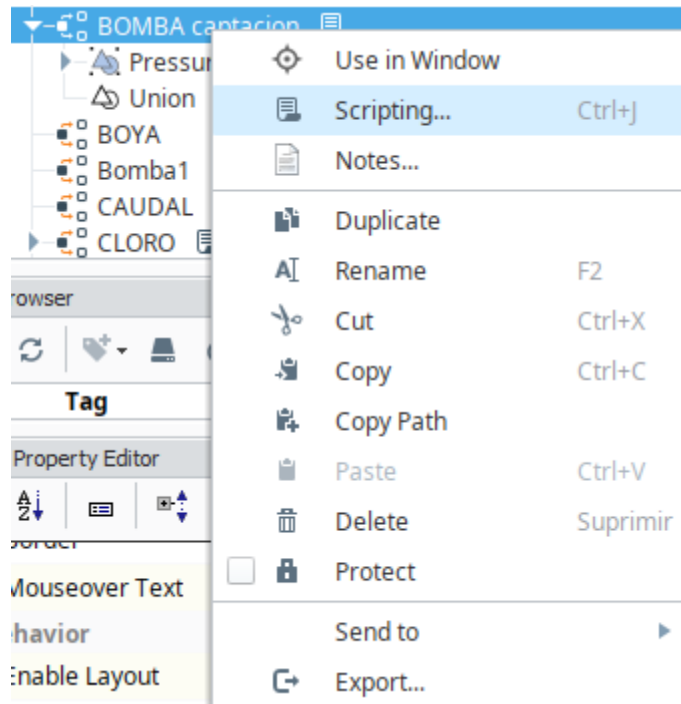 BOMBA captacion
Pressur
Union
BOYA
Bomba1
CAUDAL
CLORO
rowser
Tag
Property Editor
Mouseover Text
havior
Enable Layout
Use in Window
Scripting... Ctrl+J
Notes...
Duplicate
Rename F2
Cut Ctrl+X
Copy Ctrl+C
Copy Path
Paste Ctrl+V
Delete Suprimir
Protect
Send to
Export...